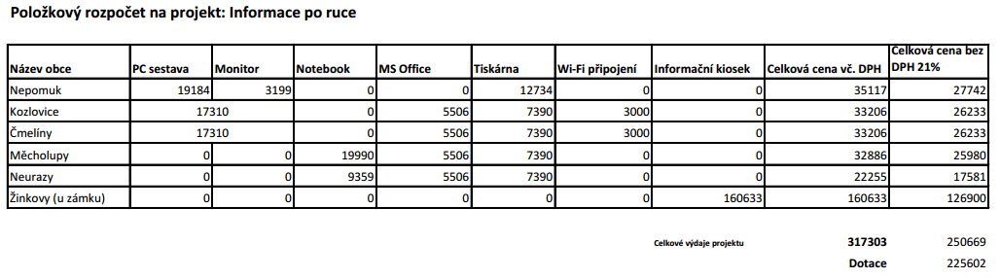 Položkový rozpočet na projekt: Informace po ruce
Název obce PC sestava Monitor Notebook MS Office Tiskárna Wi-Fi připojení Informační kiosek Celková cena vč. DPH Celková cena bez DPH 21%
Nepomuk 19184 3199 0 0 12734 0 0 35117 27742
Kozlovice 17310 0 5506 7390 3000 0 33206 26233
Čmelíny 17310 0 5506 7390 3000 0 33206 26233
Měcholupy 0 0 19990 5506 7390 0 0 32886 25980
Neurazy 0 0 9359 5506 7390 0 0 22255 17581
Žinkovy (u zámku) 0 0 0 0 0 0 160633 160633 126900
Celkové výdaje projektu 317303 250669
Dotace 225602